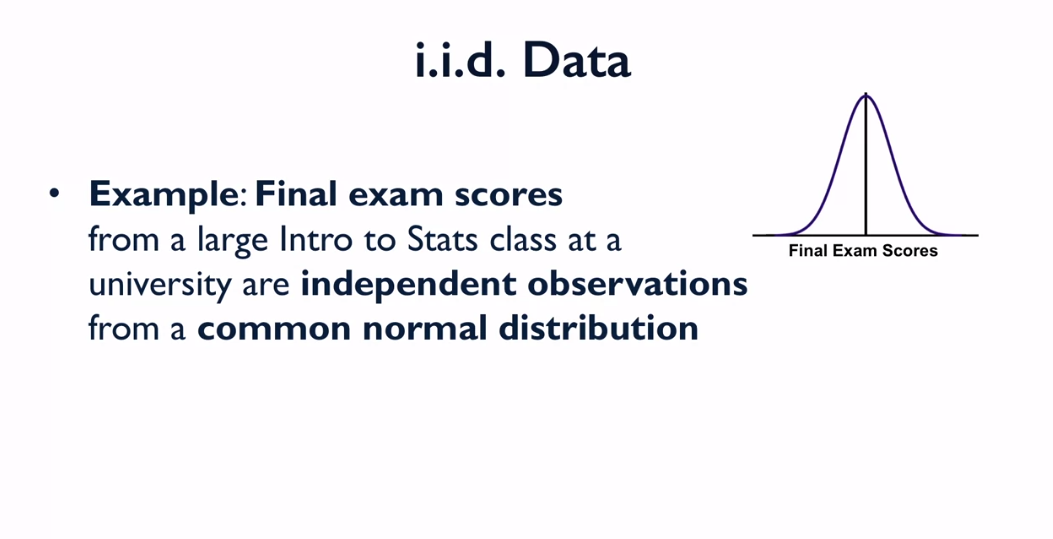 i.i.d. Data
• Example: Final exam scores
from a large Intro to Stats class at a
university are independent observations
from a common normal distribution
Final Exam Scores